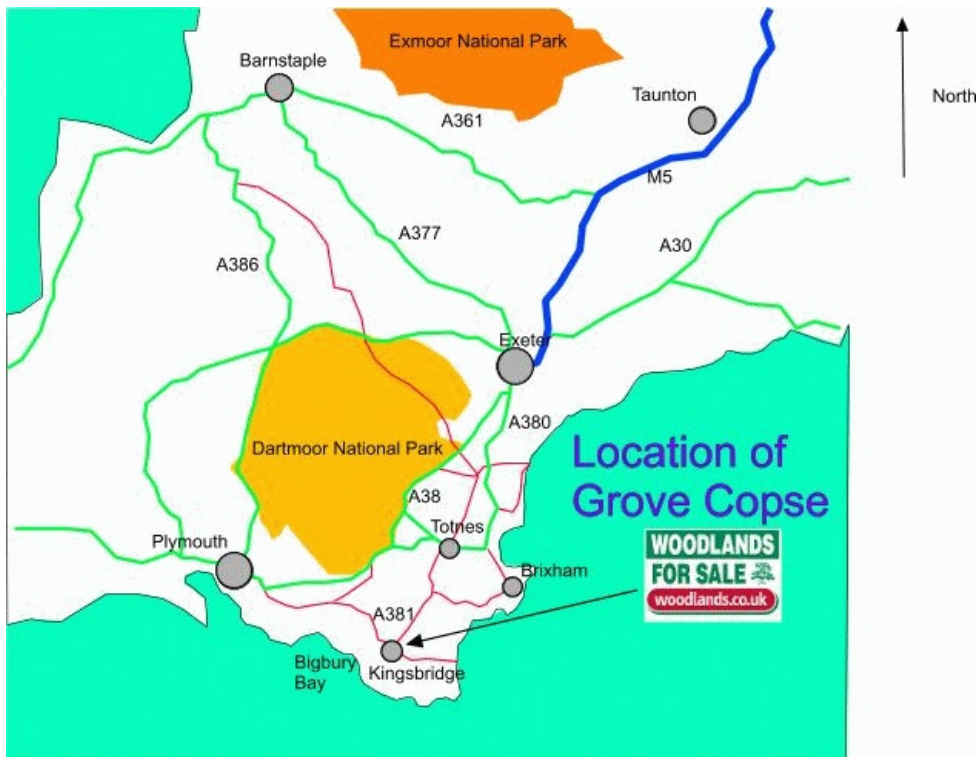 Exmoor National Park
Barnstaple
Taunton
North
A361
M5
A377
A30
A386
Exeter
A380
Dartmoor National Park
Location of
Grove Copse
A38
Totnes
Plymouth
WOODLANDS
FOR SALE
woodlands.co.uk
Brixham
A381
Bigbury
Bay
Kingsbridge